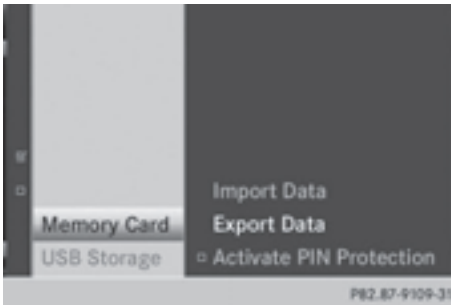 Import Data
Memory Card Export Data
USB Storage Activate PIN Protection
P82.87-9109-31